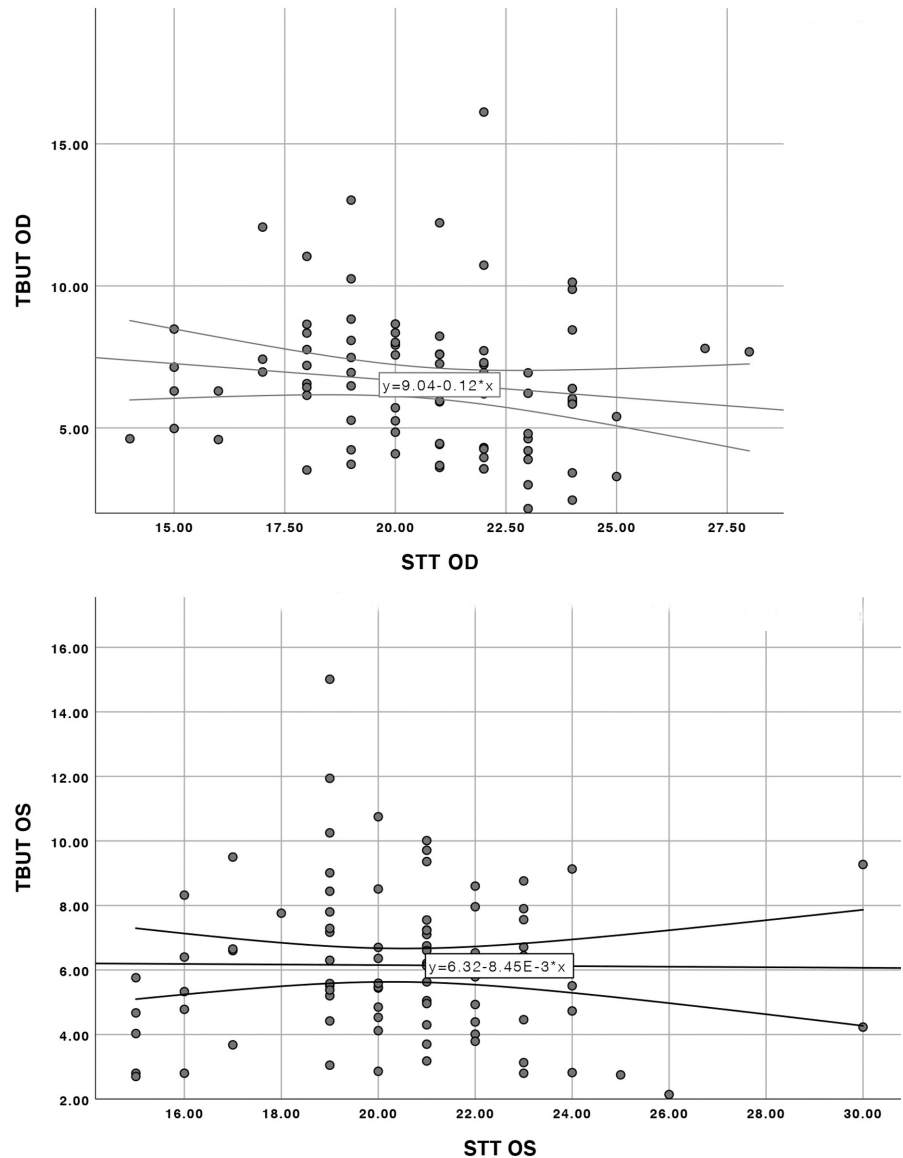 TBUT OD
15.00
10.00
5.00
y=9.04-0.12*x
15.00 17.50 20.00 22.50 25.00 27.50
STT OD
TBUT OS
16.00
14.00
12.00
10.00
8.00
6.00
4.00
2.00
y=6.32-8.45E-3*x
16.00 18.00 20.00 22.00 24.00 26.00 28.00 30.00
STT OS